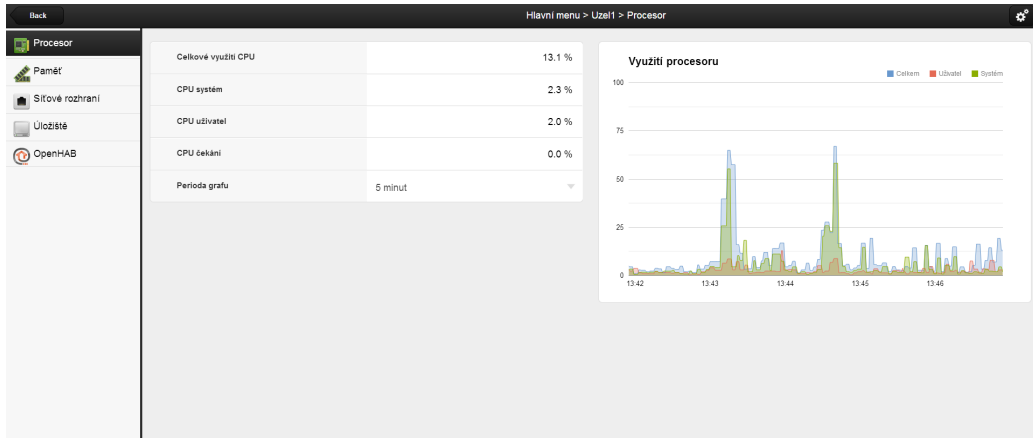 Back
Hlavní menu > Uzel1 > Procesor
Procesor
Paměť
Síťové rozhraní
Úložiště
OpenHAB
Celkové využití CPU 13.1 %
CPU systém 2.3 %
CPU uživatel 2.0 %
CPU čekání 0.0 %
Perioda grafu 5 minut
Využití procesoru
Celkem Uživatel Systém
100
75
50
25
0
13:42 13:43 13:44 13:45 13:46